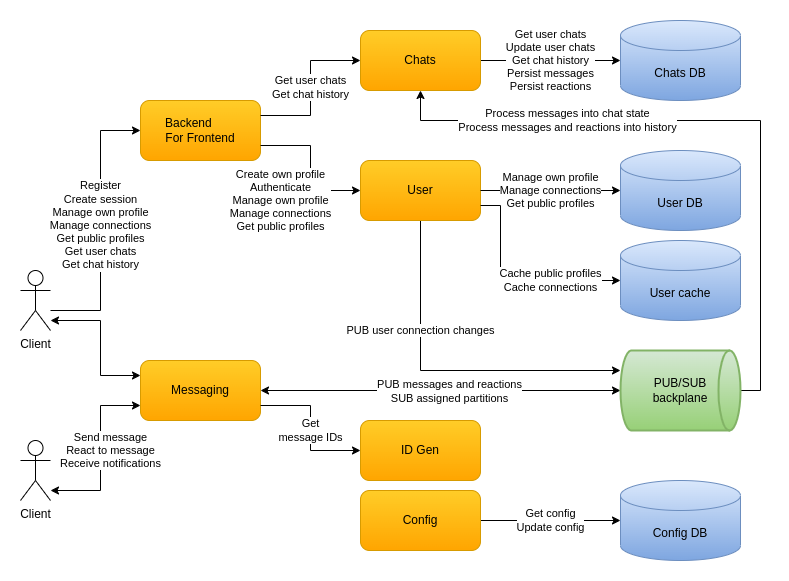 Chats
Get user chats
Update user chats
Get chat history
Persist messages
Persist reactions
Chats DB
Get user chats
Get chat history
Backend
For Frontend
Process messages into chat state
Process messages and reactions into history
Create own profile
Authenticate
Manage own profile
Manage connections
Get public profiles
User
Manage own profile
Manage connections
Get public profiles
User DB
Register
Create session
Manage own profile
Manage connections
Get public profiles
Get user chats
Get chat history
Cache public profiles
Cache connections
User cache
Client
PUB user connection changes
Messaging
PUB messages and reactions
SUB assigned partitions
PUB/SUB
backplane
Send message
React to message
Receive notifications
Get
message IDs
ID Gen
Client
Config
Get config
Update config
Config DB